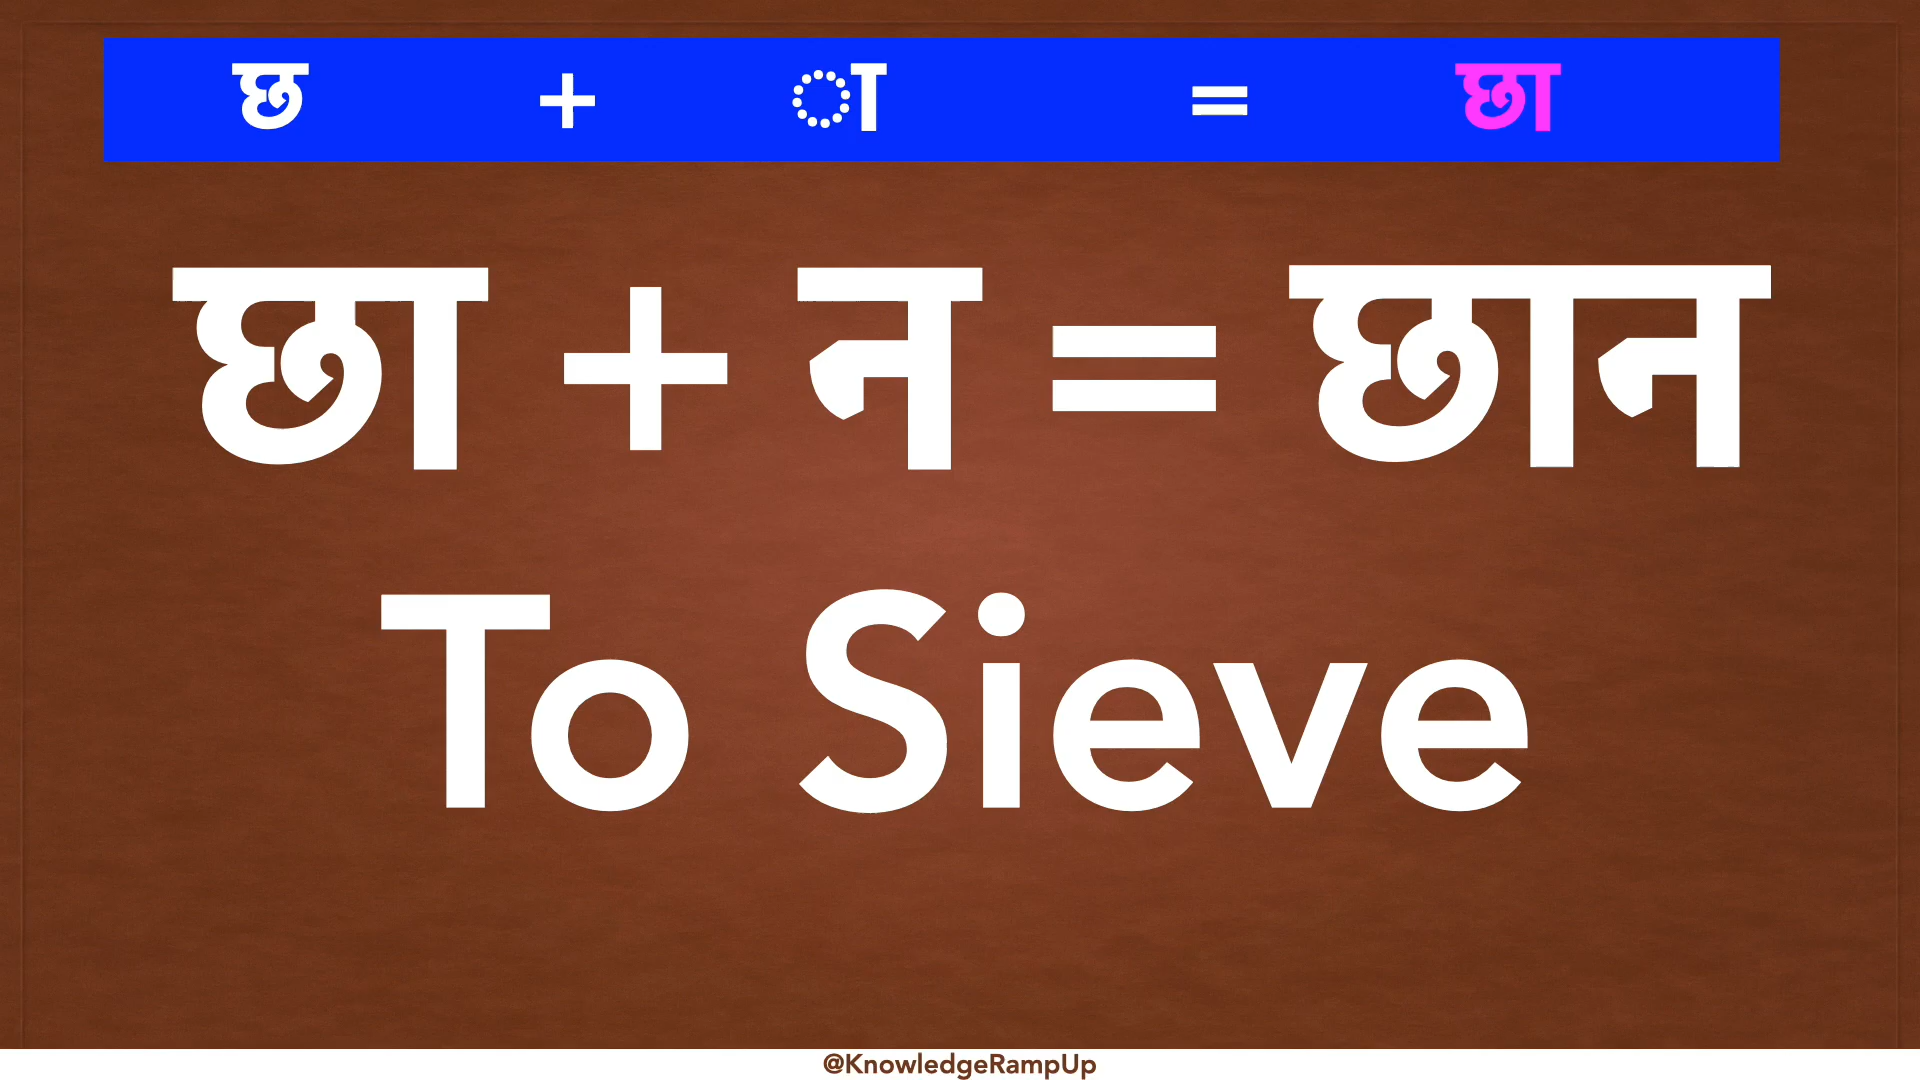 छ + ा = छा
छा + न = छान
To Sieve
@KnowledgeRampUp